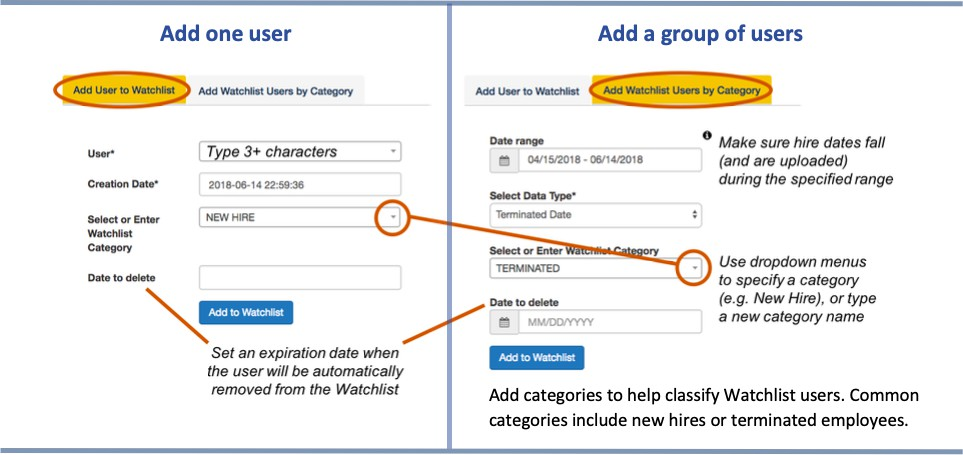 Add one user
Add User to Watchlist
Add Watchlist Users by Category
User*
Type 3+ characters
Creation Date*
2018-06-14 22:59:36
Select or Enter
Watchlist
Category
NEW HIRE
Date to delete
Add to Watchlist
Set an expiration date when
the user will be automatically
removed from the Watchlist
Add a group of users
Add User to Watchlist
Add Watchlist Users by Category
Date range
04/15/2018 - 06/14/2018
Make sure hire dates fall
(and are uploaded)
during the specified range
Select Data Type*
Terminated Date
Select or Enter Watchlist Category
TERMINATED
Use dropdown menus
to specify a category
(e.g. New Hire), or type
a new category name
Date to delete
MM/DD/YYYY
Add to Watchlist
Add categories to help classify Watchlist users. Common
categories include new hires or terminated employees.